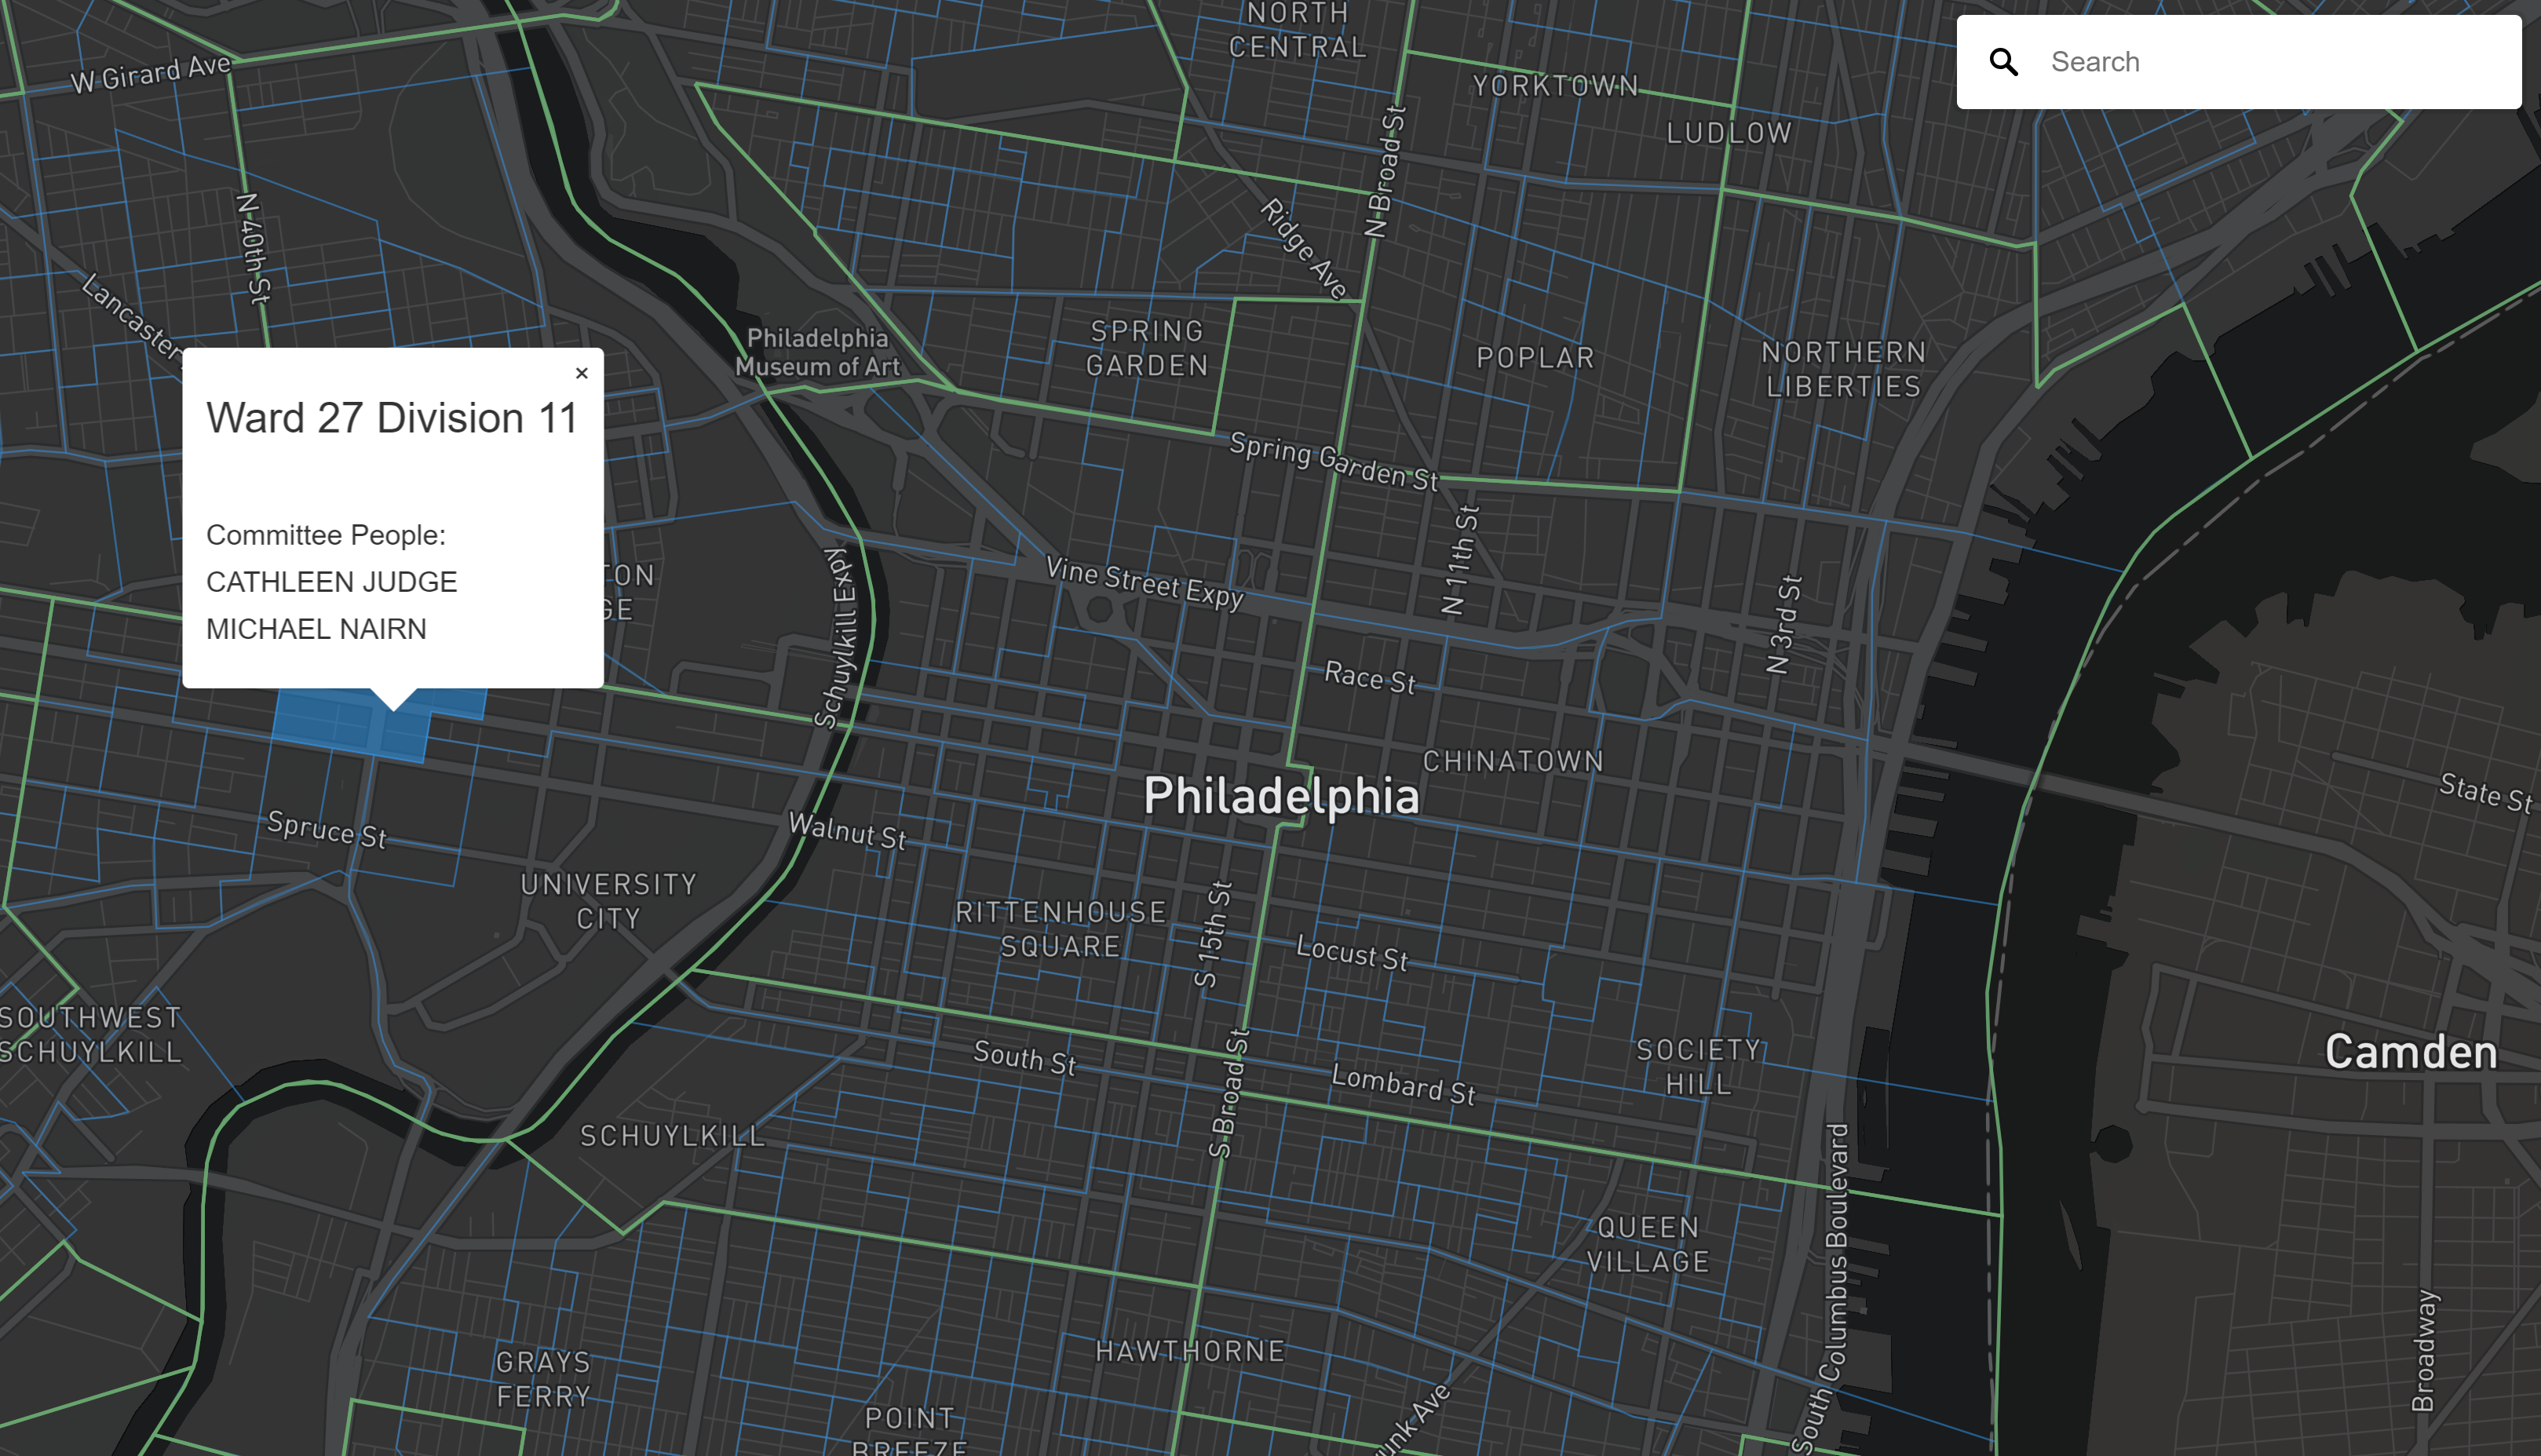 NORTH
CENTRAL
Search
W Girard Ave
YORKTOWN
LUDLOW
N Broad St
N 40th St
Ridge Ave
Lancaster
Philadelphia
Museum of Art
SPRING
GARDEN
POPLAR
NORTHERN
LIBERTIES
×
Ward 27 Division 11
Committee People:
CATHLEEN JUDGE
MICHAEL NAIRN
Spring Garden St
N 11th St
Vine Street Expy
N 3rd St
TON
GE
Schuylkill Expy
Race St
CHINATOWN
Philadelphia
State St
Spruce St
Walnut St
UNIVERSITY
CITY
RITTENHOUSE
SQUARE
S 15th St
Locust St
SOUTHWEST
SCHUYLKILL
South St
S Broad St
Lombard St
SOCIETY
HILL
Camden
SCHUYLKILL
South Columbus Boulevard
QUEEN
VILLAGE
Broadway
HAWTHORNE
GRAYS
FERRY
unk Ave
POINT
BREEZE